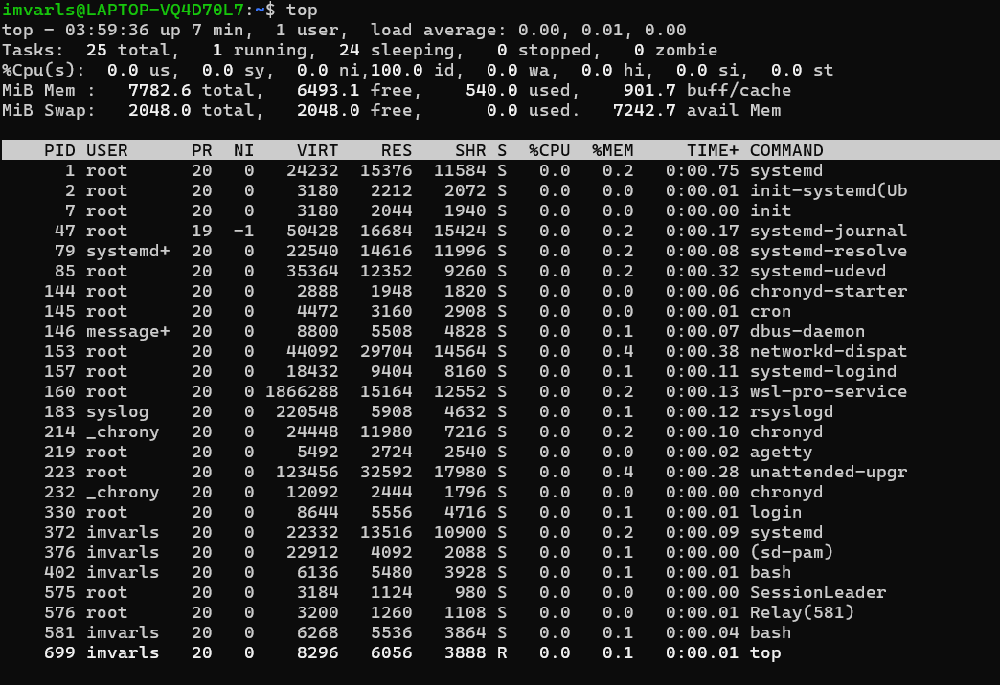 imvarls@LAPTOP-VQ4D70L7:~$ top
top - 03:59:36 up 7 min,  1 user,  load average: 0.00, 0.01, 0.00
Tasks:  25 total,   1 running,  24 sleeping,   0 stopped,   0 zombie
%Cpu(s):  0.0 us,  0.0 sy,  0.0 ni,100.0 id,  0.0 wa,  0.0 hi,  0.0 si,  0.0 st
MiB Mem :   7782.6 total,   6493.1 free,    540.0 used,    901.7 buff/cache
MiB Swap:   2048.0 total,   2048.0 free,      0.0 used.   7242.7 avail Mem
    PID USER      PR  NI    VIRT    RES    SHR S  %CPU  %MEM     TIME+ COMMAND
      1 root      20   0   24232  15376  11584 S   0.0   0.2   0:00.75 systemd
      2 root      20   0    3180   2212   2072 S   0.0   0.0   0:00.01 init-systemd(Ub
      7 root      20   0    3180   2044   1940 S   0.0   0.0   0:00.00 init
     47 root      19  -1   50428  16684  15424 S   0.0   0.2   0:00.17 systemd-journal
     79 systemd+  20   0   22540  14616  11996 S   0.0   0.2   0:00.08 systemd-resolve
     85 root      20   0   35364  12352   9260 S   0.0   0.2   0:00.32 systemd-udevd
    144 root      20   0    2888   1948   1820 S   0.0   0.0   0:00.06 chronyd-starter
    145 root      20   0    4472   3160   2908 S   0.0   0.0   0:00.01 cron
    146 message+  20   0    8800   5508   4828 S   0.0   0.1   0:00.07 dbus-daemon
    153 root      20   0   44092  29704  14564 S   0.0   0.4   0:00.38 networkd-dispat
    157 root      20   0   18432   9404   8160 S   0.0   0.1   0:00.11 systemd-logind
    160 root      20   0 1866288  15164  12552 S   0.0   0.2   0:00.13 wsl-pro-service
    183 syslog    20   0  220548   5908   4632 S   0.0   0.1   0:00.12 rsyslogd
    214 _chrony   20   0   24448  11980   7216 S   0.0   0.2   0:00.10 chronyd
    219 root      20   0    5492   2724   2540 S   0.0   0.0   0:00.02 agetty
    223 root      20   0  123456  32592  17980 S   0.0   0.4   0:00.28 unattended-upgr
    232 _chrony   20   0   12092   2444   1796 S   0.0   0.0   0:00.00 chronyd
    330 root      20   0    8644   5556   4716 S   0.0   0.1   0:00.01 login
    372 imvarls   20   0   22332  13516  10900 S   0.0   0.2   0:00.09 systemd
    376 imvarls   20   0   22912   4092   2088 S   0.0   0.1   0:00.00 (sd-pam)
    402 imvarls   20   0    6136   5480   3928 S   0.0   0.1   0:00.01 bash
    575 root      20   0    3184   1124    980 S   0.0   0.0   0:00.00 SessionLeader
    576 root      20   0    3200   1260   1108 S   0.0   0.0   0:00.01 Relay(581)
    581 imvarls   20   0    6268   5536   3864 S   0.0   0.1   0:00.04 bash
    699 imvarls   20   0    8296   6056   3888 R   0.0   0.1   0:00.01 top